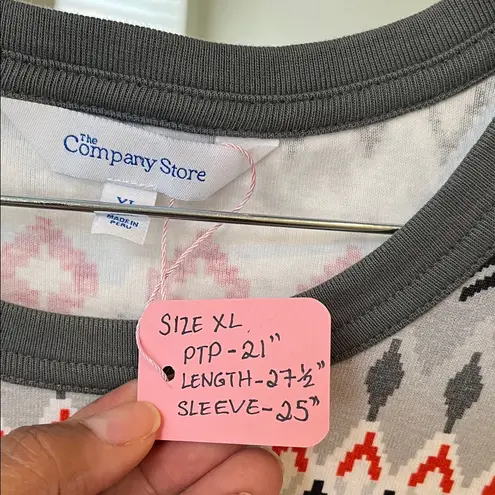 The
Company Store
XL
MADE IN
PERU
SIZE XL.
PTP-21"
LENGTH-27½"
SLEEVE-25"